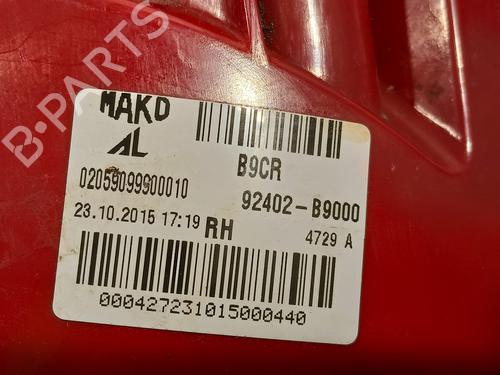 B-PARTS
MAKO
AL
B9CR
02059099900010
92402-B9000
23.10.2015 17:19 RH
4729 A
000427231015000440